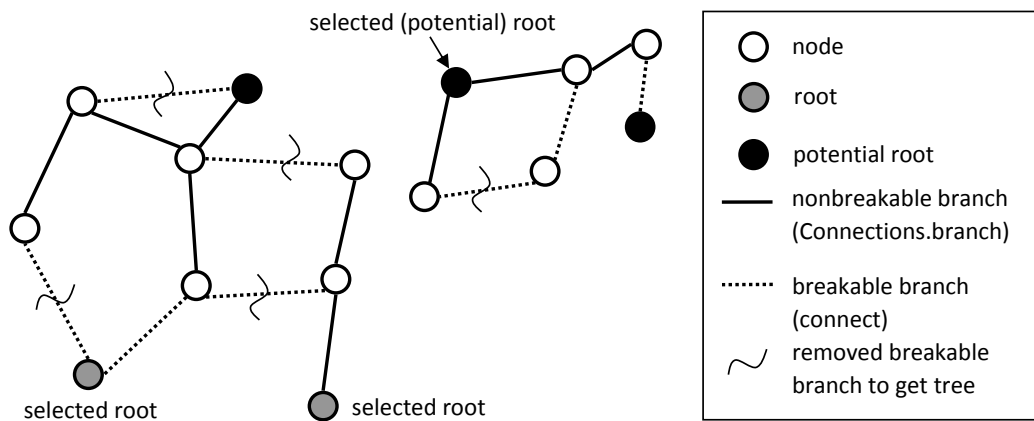 selected (potential) root
selected root
selected root
node
root
potential root
nonbreakable branch
(Connections.branch)
breakable branch
(connect)
removed breakable
branch to get tree